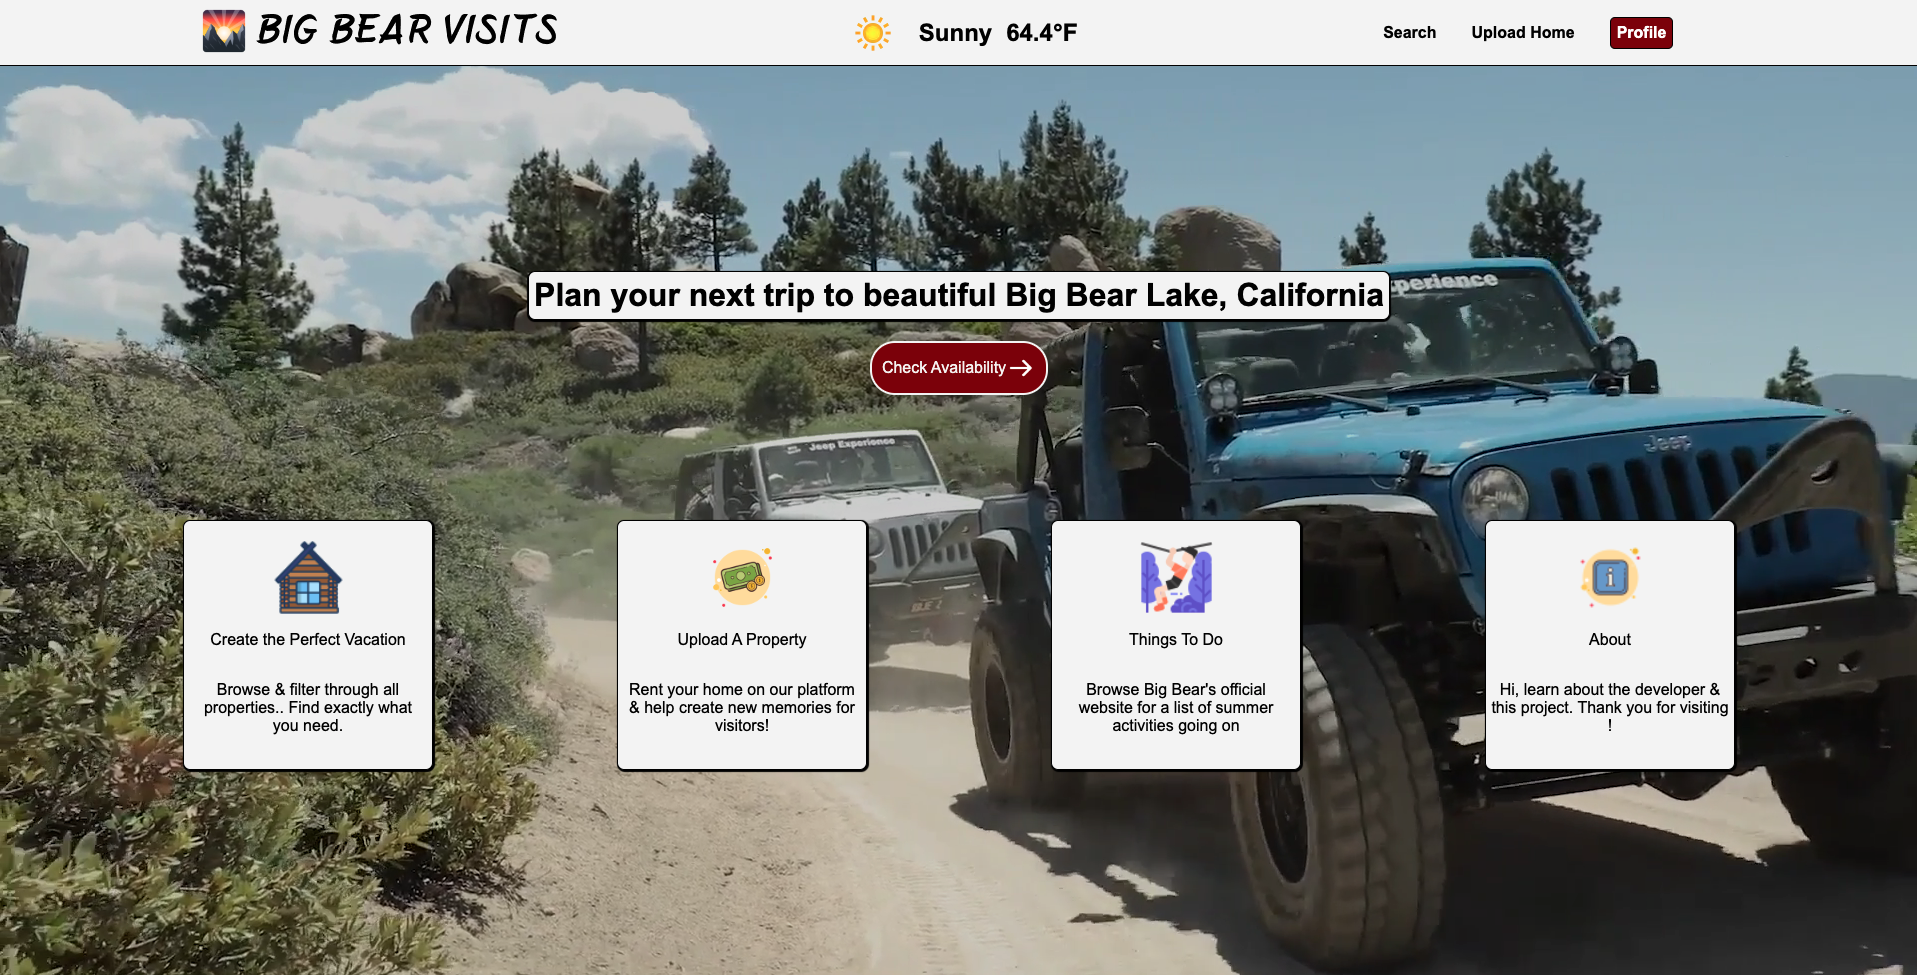 BIG BEAR VISITS
Sunny 64.4°F
Search
Upload Home
Profile
Plan your next trip to beautiful Big Bear Lake, California
perience
Check Availability
Jeep Experience
Jeep
Create the Perfect Vacation
Browse & filter through all
properties.. Find exactly what
you need.
Upload A Property
Rent your home on our platform
& help create new memories for
visitors!
Things To Do
Browse Big Bear's official
website for a list of summer
activities going on
About
Hi, learn about the developer &
this project. Thank you for visiting
!